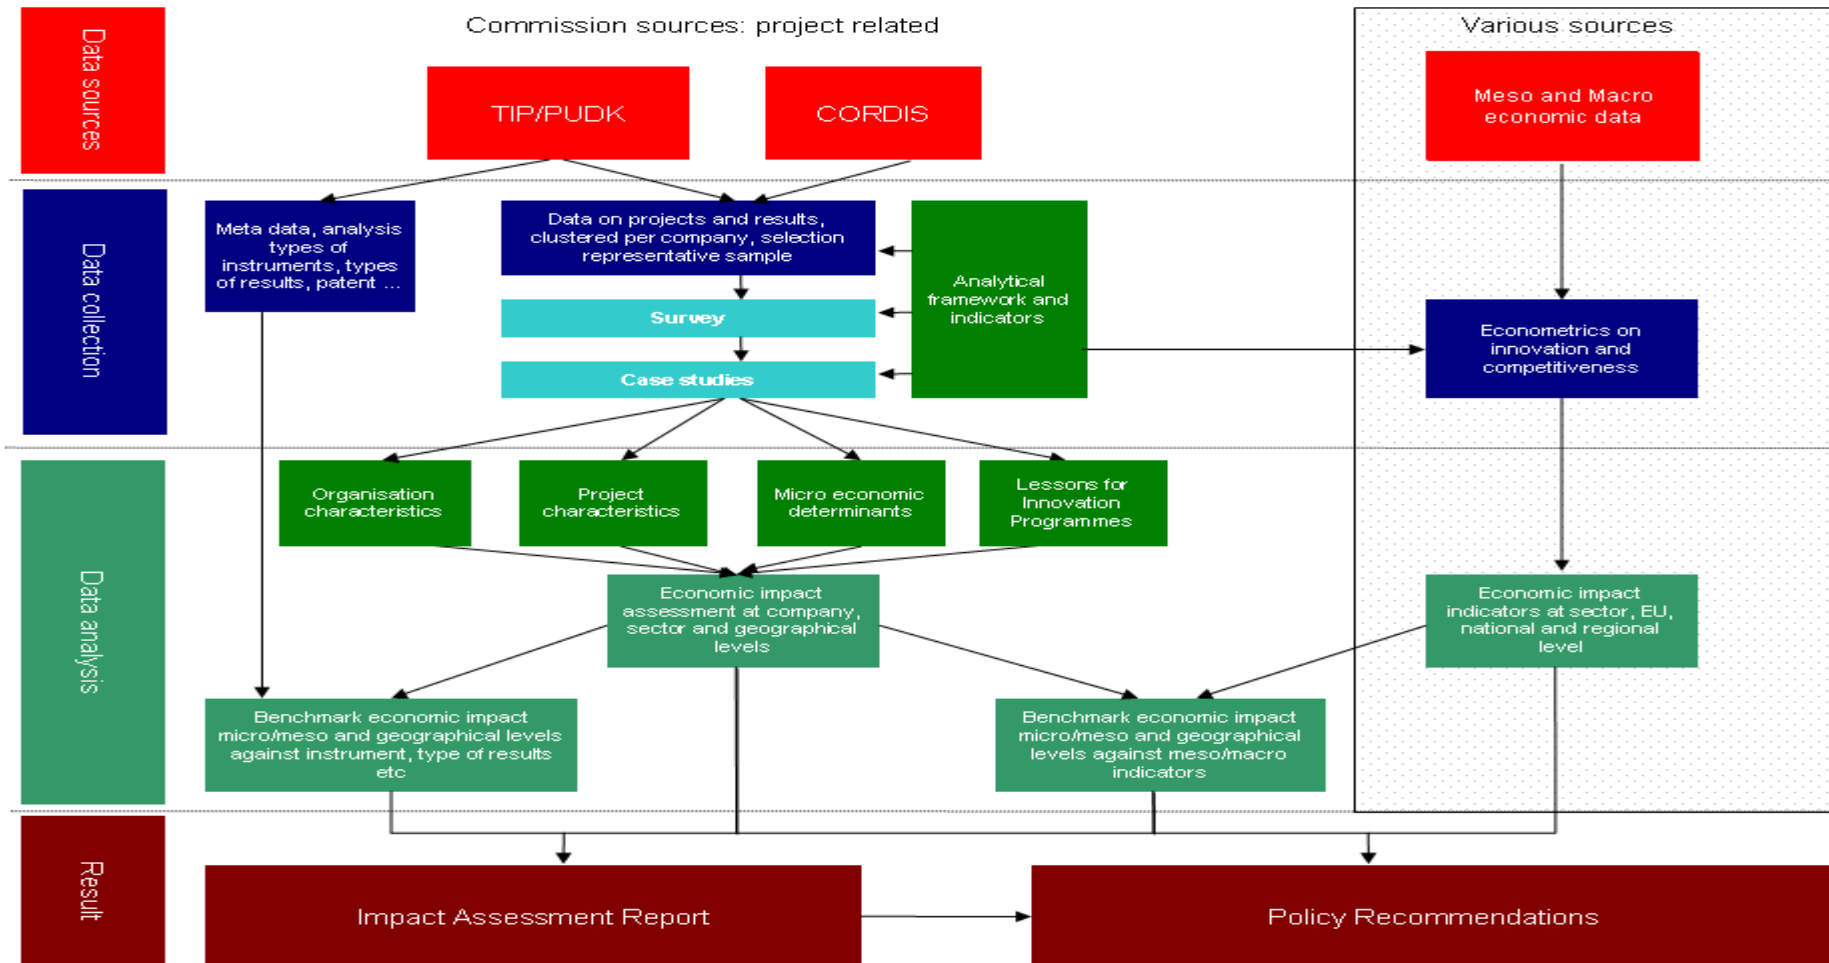 Commission sources: project related
Various sources
Data sources
TIP/PUDK
CORDIS
Meso and Macro
economic data
Data collection
Meta data, analysis
types of
instruments, types
of results, patent ...
Data on projects and results,
clustered per company, selection
representative sample
Survey
Case studies
Analytical
framework and
indicators
Econometrics on
innovation and
competitiveness
Data analysis
Organisation
characteristics
Project
characteristics
Micro economic
determinants
Lessons for
Innovation
Programmes
Economic impact
assessment at company,
sector and geographical
levels
Economic impact
indicators at sector, EU,
national and regional
level
Benchmark economic impact
micro/meso and geographical levels
against instrument, type of results
etc
Benchmark economic impact
micro/meso and geographical
levels against meso/macro
indicators
Result
Impact Assessment Report
Policy Recommendations